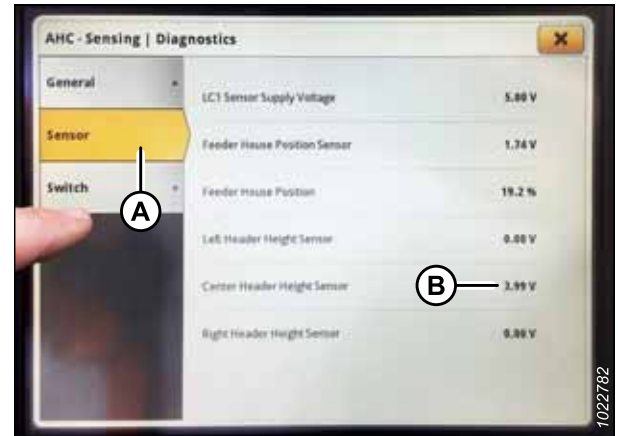 AHC - Sensing | Diagnostics
General
Sensor
Switch
LC1 Sensor Supply Voltage 5.00 V
Feeder House Position Sensor 1.74 V
Feeder House Position 19.2 %
Left Header Height Sensor 0.00 V
Center Header Height Sensor 3.99 V
Right Header Height Sensor 0.00 V
A
B
1022782